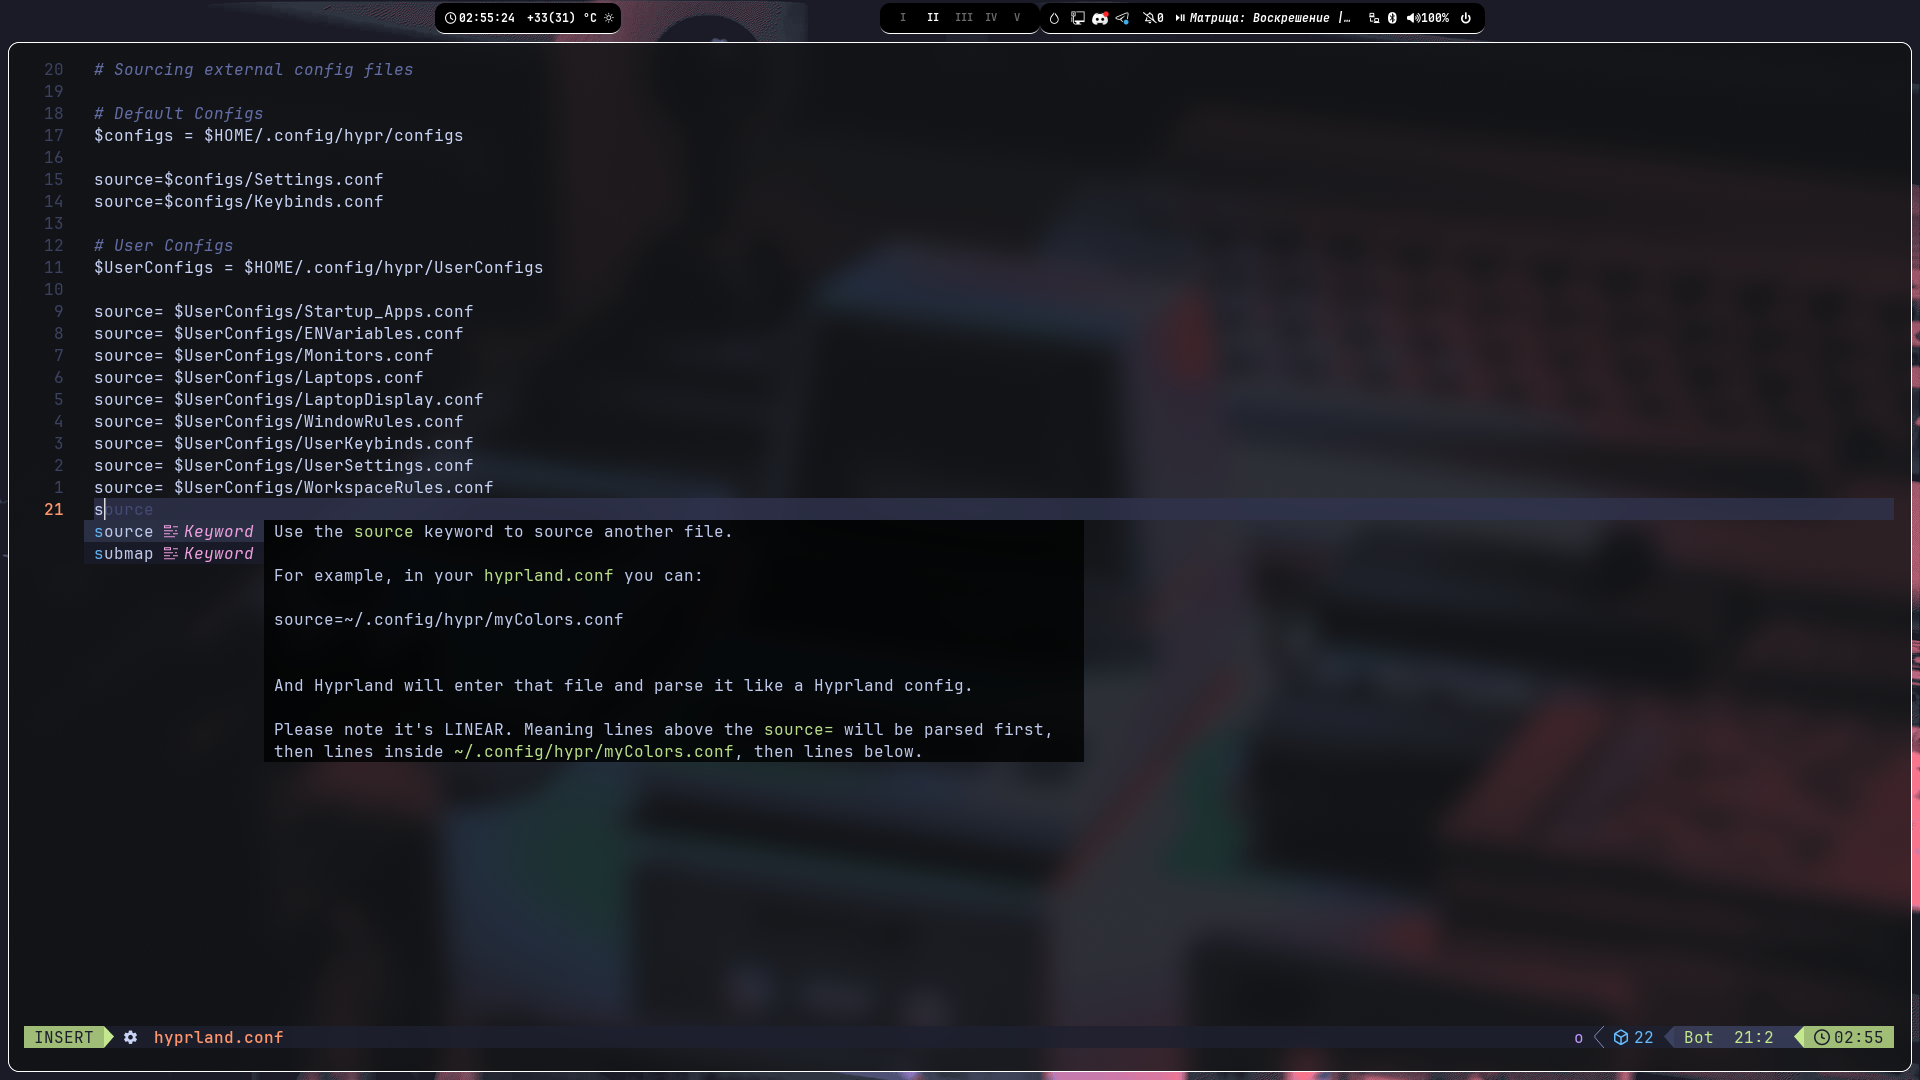 02:55:24 +33(31) °C
I II III IV V
0 Матрица: Воскрешение |… 100%
20 # Sourcing external config files
19
18 # Default Configs
17 $configs = $HOME/.config/hypr/configs
16
15 source=$configs/Settings.conf
14 source=$configs/Keybinds.conf
13
12 # User Configs
11 $UserConfigs = $HOME/.config/hypr/UserConfigs
10
9 source= $UserConfigs/Startup_Apps.conf
8 source= $UserConfigs/ENVariables.conf
7 source= $UserConfigs/Monitors.conf
6 source= $UserConfigs/Laptops.conf
5 source= $UserConfigs/LaptopDisplay.conf
4 source= $UserConfigs/WindowRules.conf
3 source= $UserConfigs/UserKeybinds.conf
2 source= $UserConfigs/UserSettings.conf
1 source= $UserConfigs/WorkspaceRules.conf
21 source
source Keyword
submap Keyword
Use the source keyword to source another file.
For example, in your hyprland.conf you can:
source=~/.config/hypr/myColors.conf
And Hyprland will enter that file and parse it like a Hyprland config.
Please note it's LINEAR. Meaning lines above the source= will be parsed first,
then lines inside ~/.config/hypr/myColors.conf, then lines below.
INSERT hyprland.conf o 22 Bot 21:2 02:55